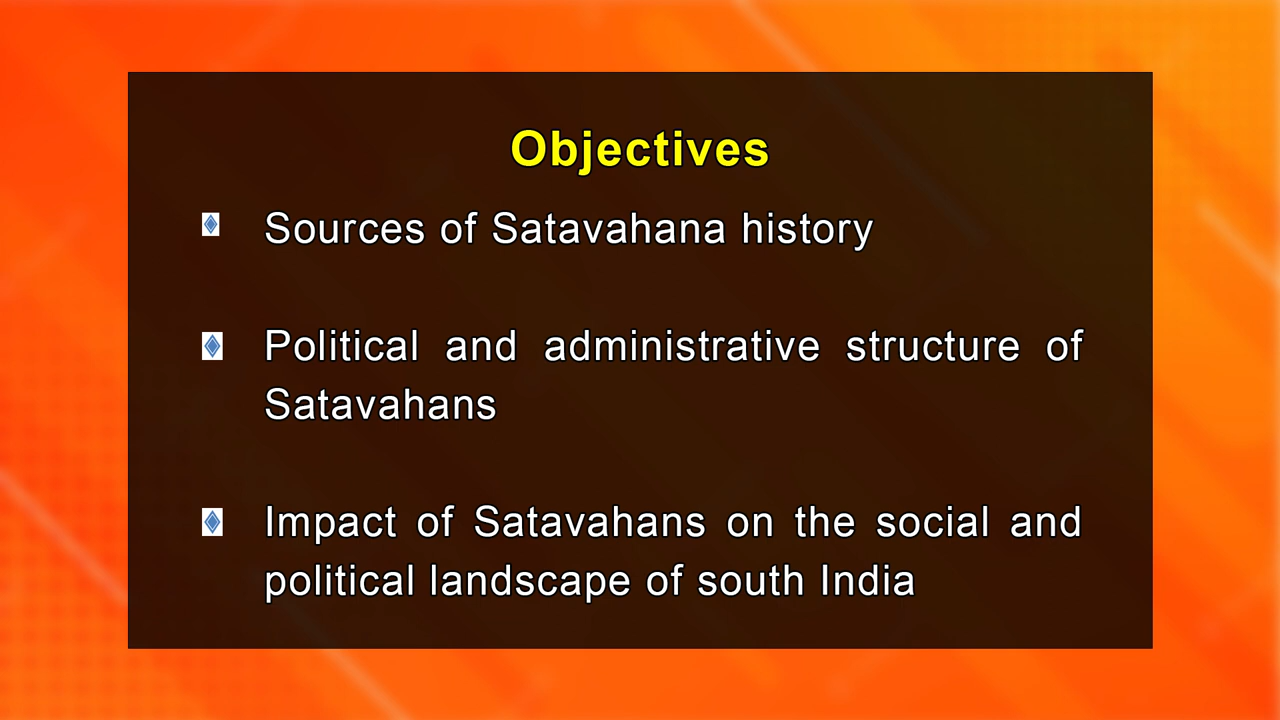 Objectives
Sources of Satavahana history
Political and administrative structure of
Satavahans
Impact of Satavahans on the social and
political landscape of south India